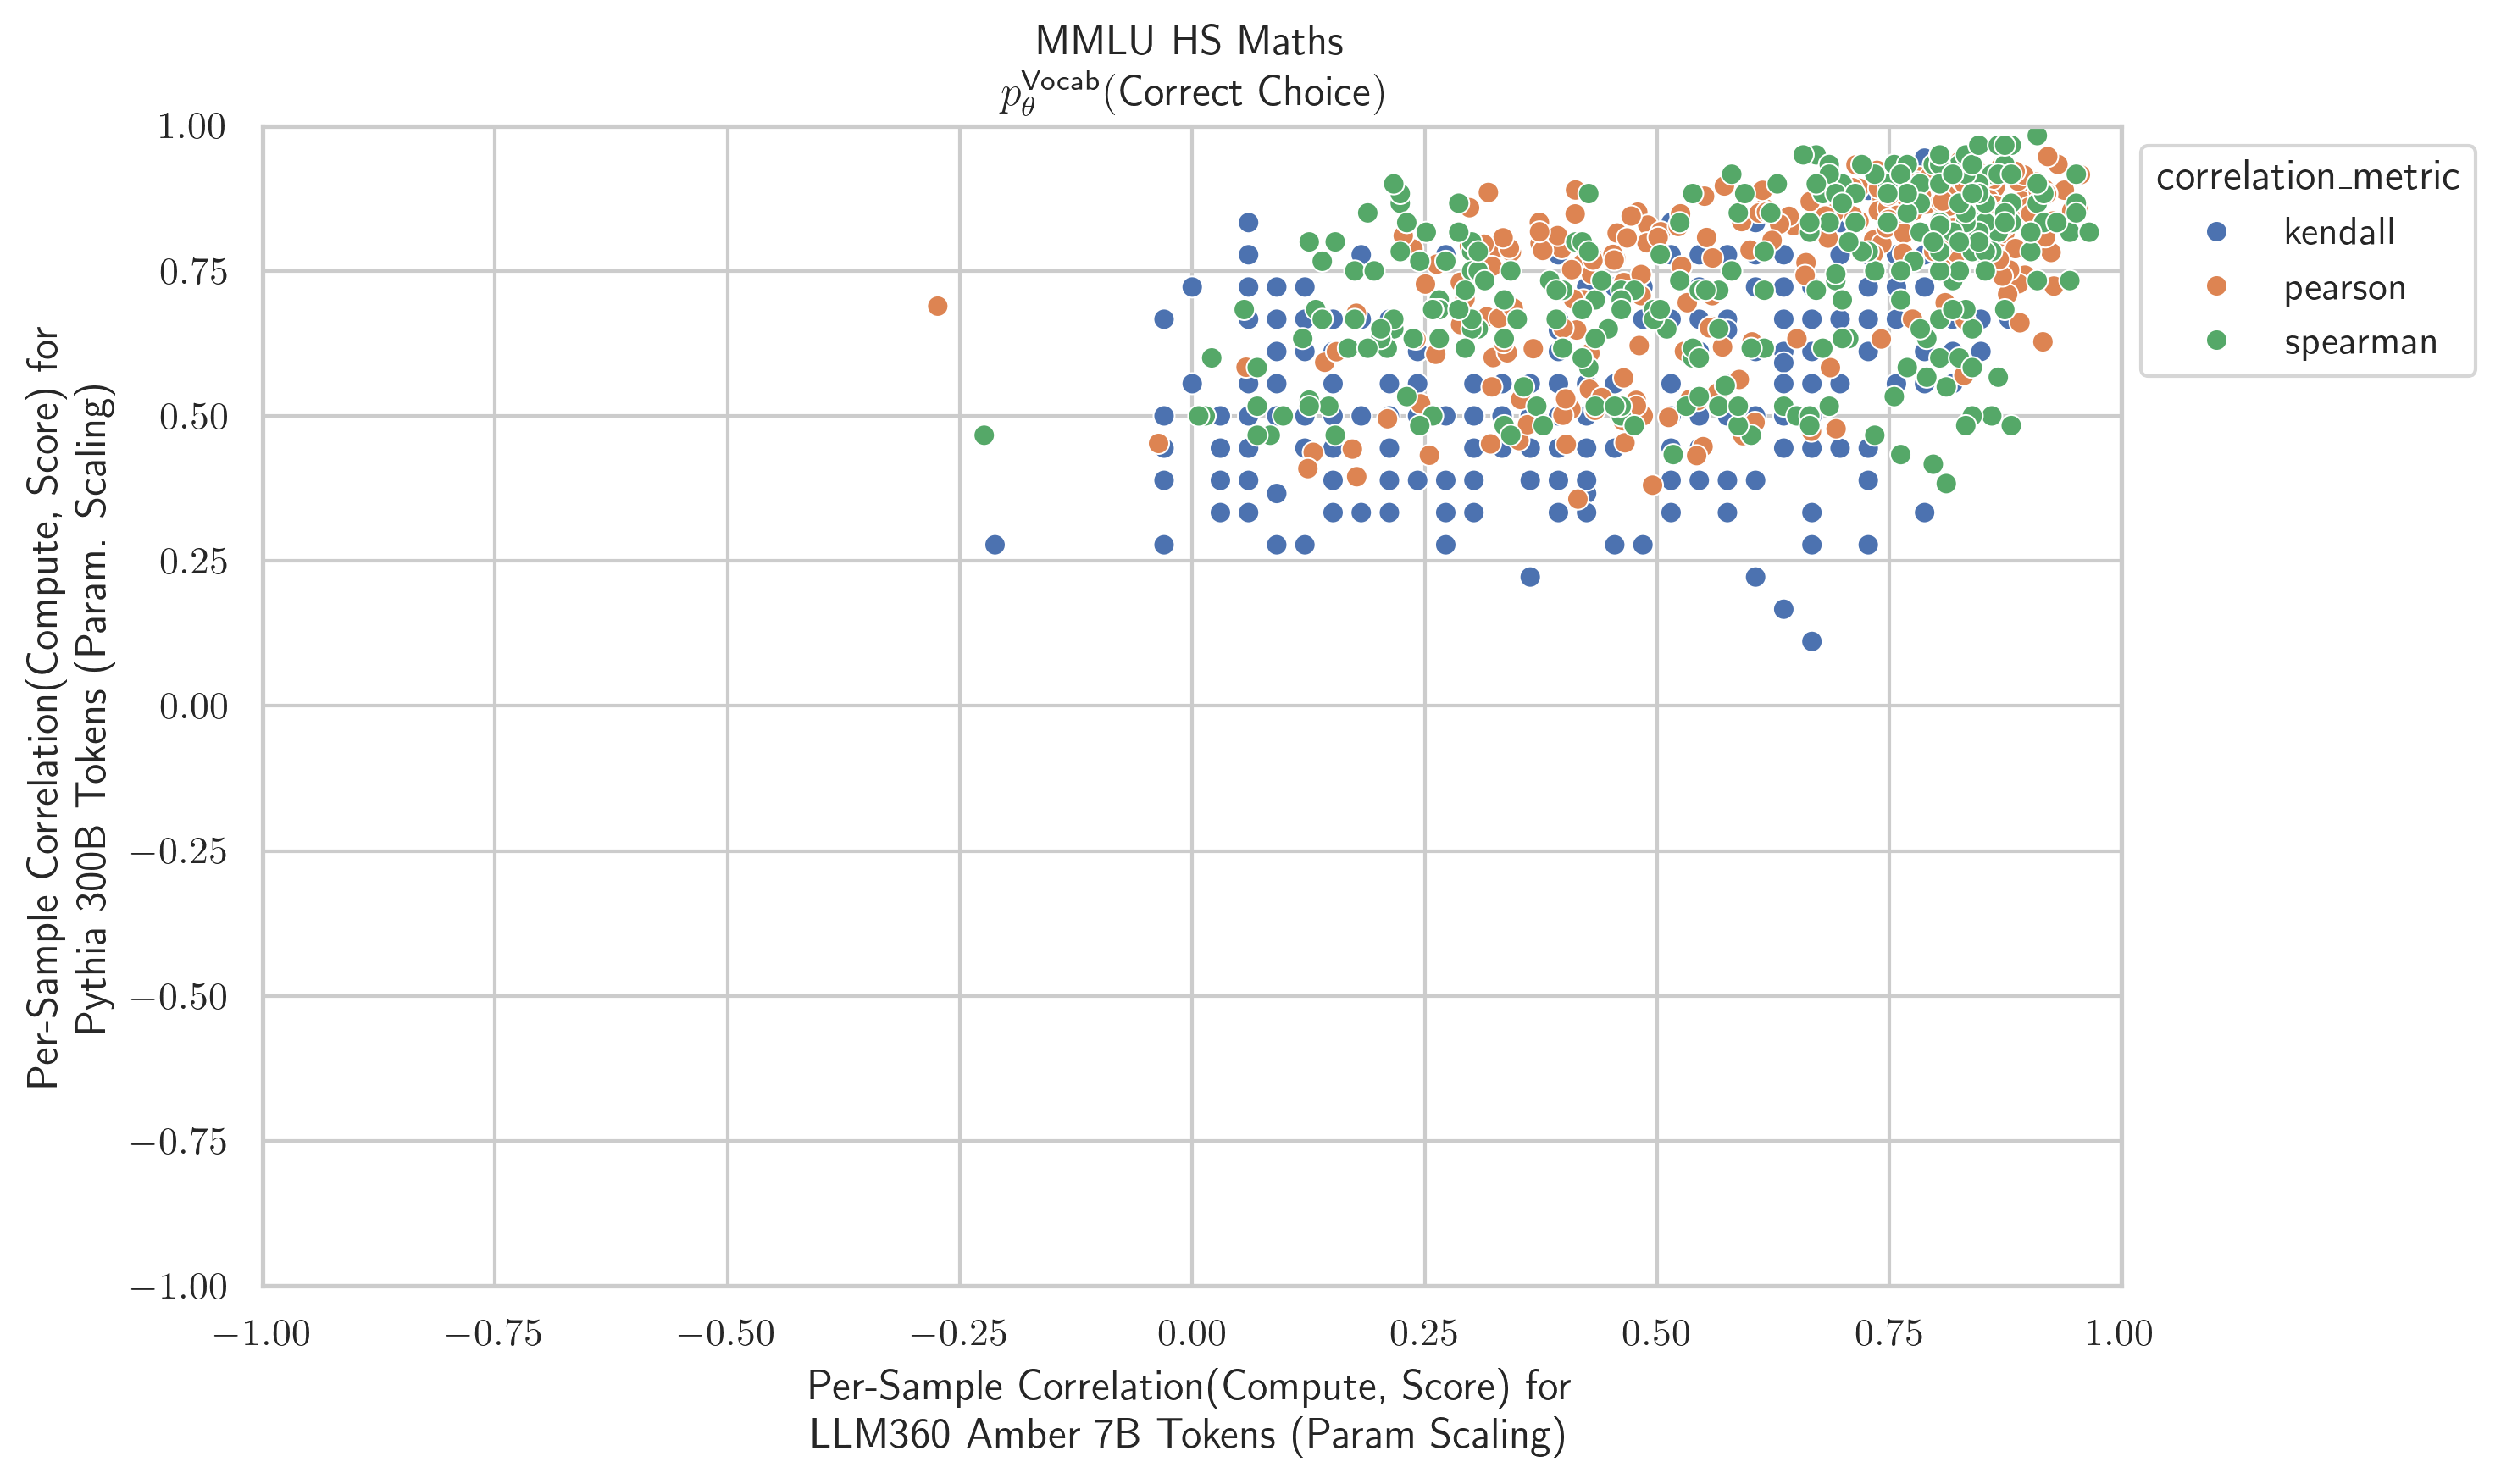 MMLU HS Maths
p_θ^Vocab(Correct Choice)
1.00
0.75
0.50
0.25
0.00
−0.25
−0.50
−0.75
−1.00
Per-Sample Correlation(Compute, Score) for
Pythia 300B Tokens (Param. Scaling)
correlation_metric
kendall
pearson
spearman
−1.00 −0.75 −0.50 −0.25 0.00 0.25 0.50 0.75 1.00
Per-Sample Correlation(Compute, Score) for
LLM360 Amber 7B Tokens (Param Scaling)